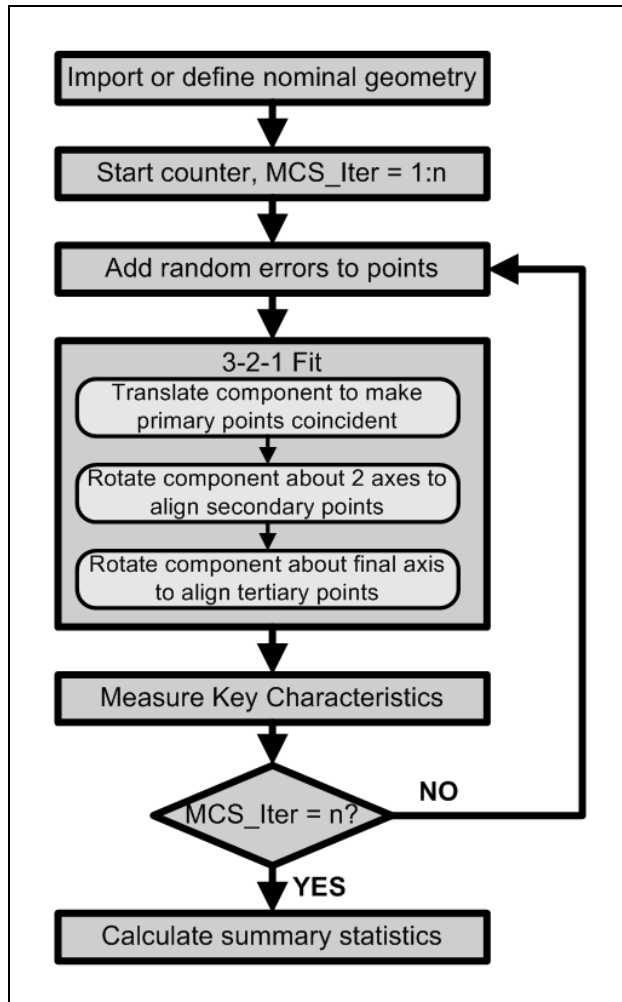 Import or define nominal geometry
Start counter, MCS_Iter = 1:n
Add random errors to points
3-2-1 Fit
Translate component to make
primary points coincident
Rotate component about 2 axes to
align secondary points
Rotate component about final axis
to align tertiary points
Measure Key Characteristics
MCS_Iter = n?
NO
YES
Calculate summary statistics